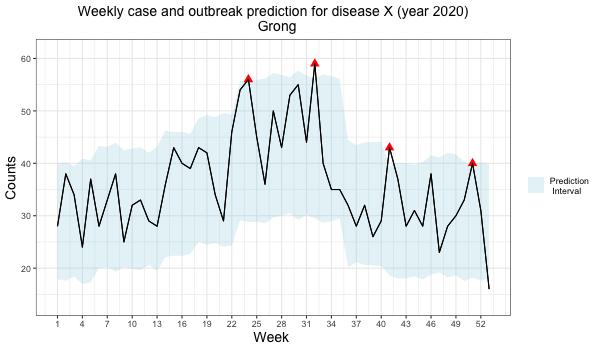 Weekly case and outbreak prediction for disease X (year 2020)
Grong
Counts
60
50
40
30
20
1 4 7 10 13 16 19 22 25 28 31 34 37 40 43 46 49 52
Week
Prediction
Interval